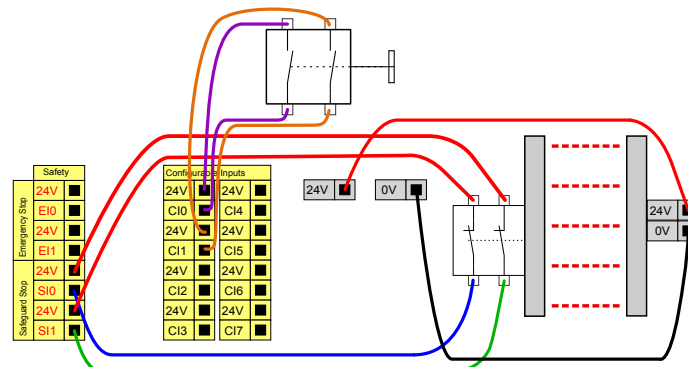 Safety
Emergency Stop
24V
EI0
24V
EI1
Safeguard Stop
24V
SI0
24V
SI1
Configurable Inputs
24V 24V
CI0 CI4
24V 24V
CI1 CI5
24V 24V
CI2 CI6
24V 24V
CI3 CI7
24V
0V
24V
0V